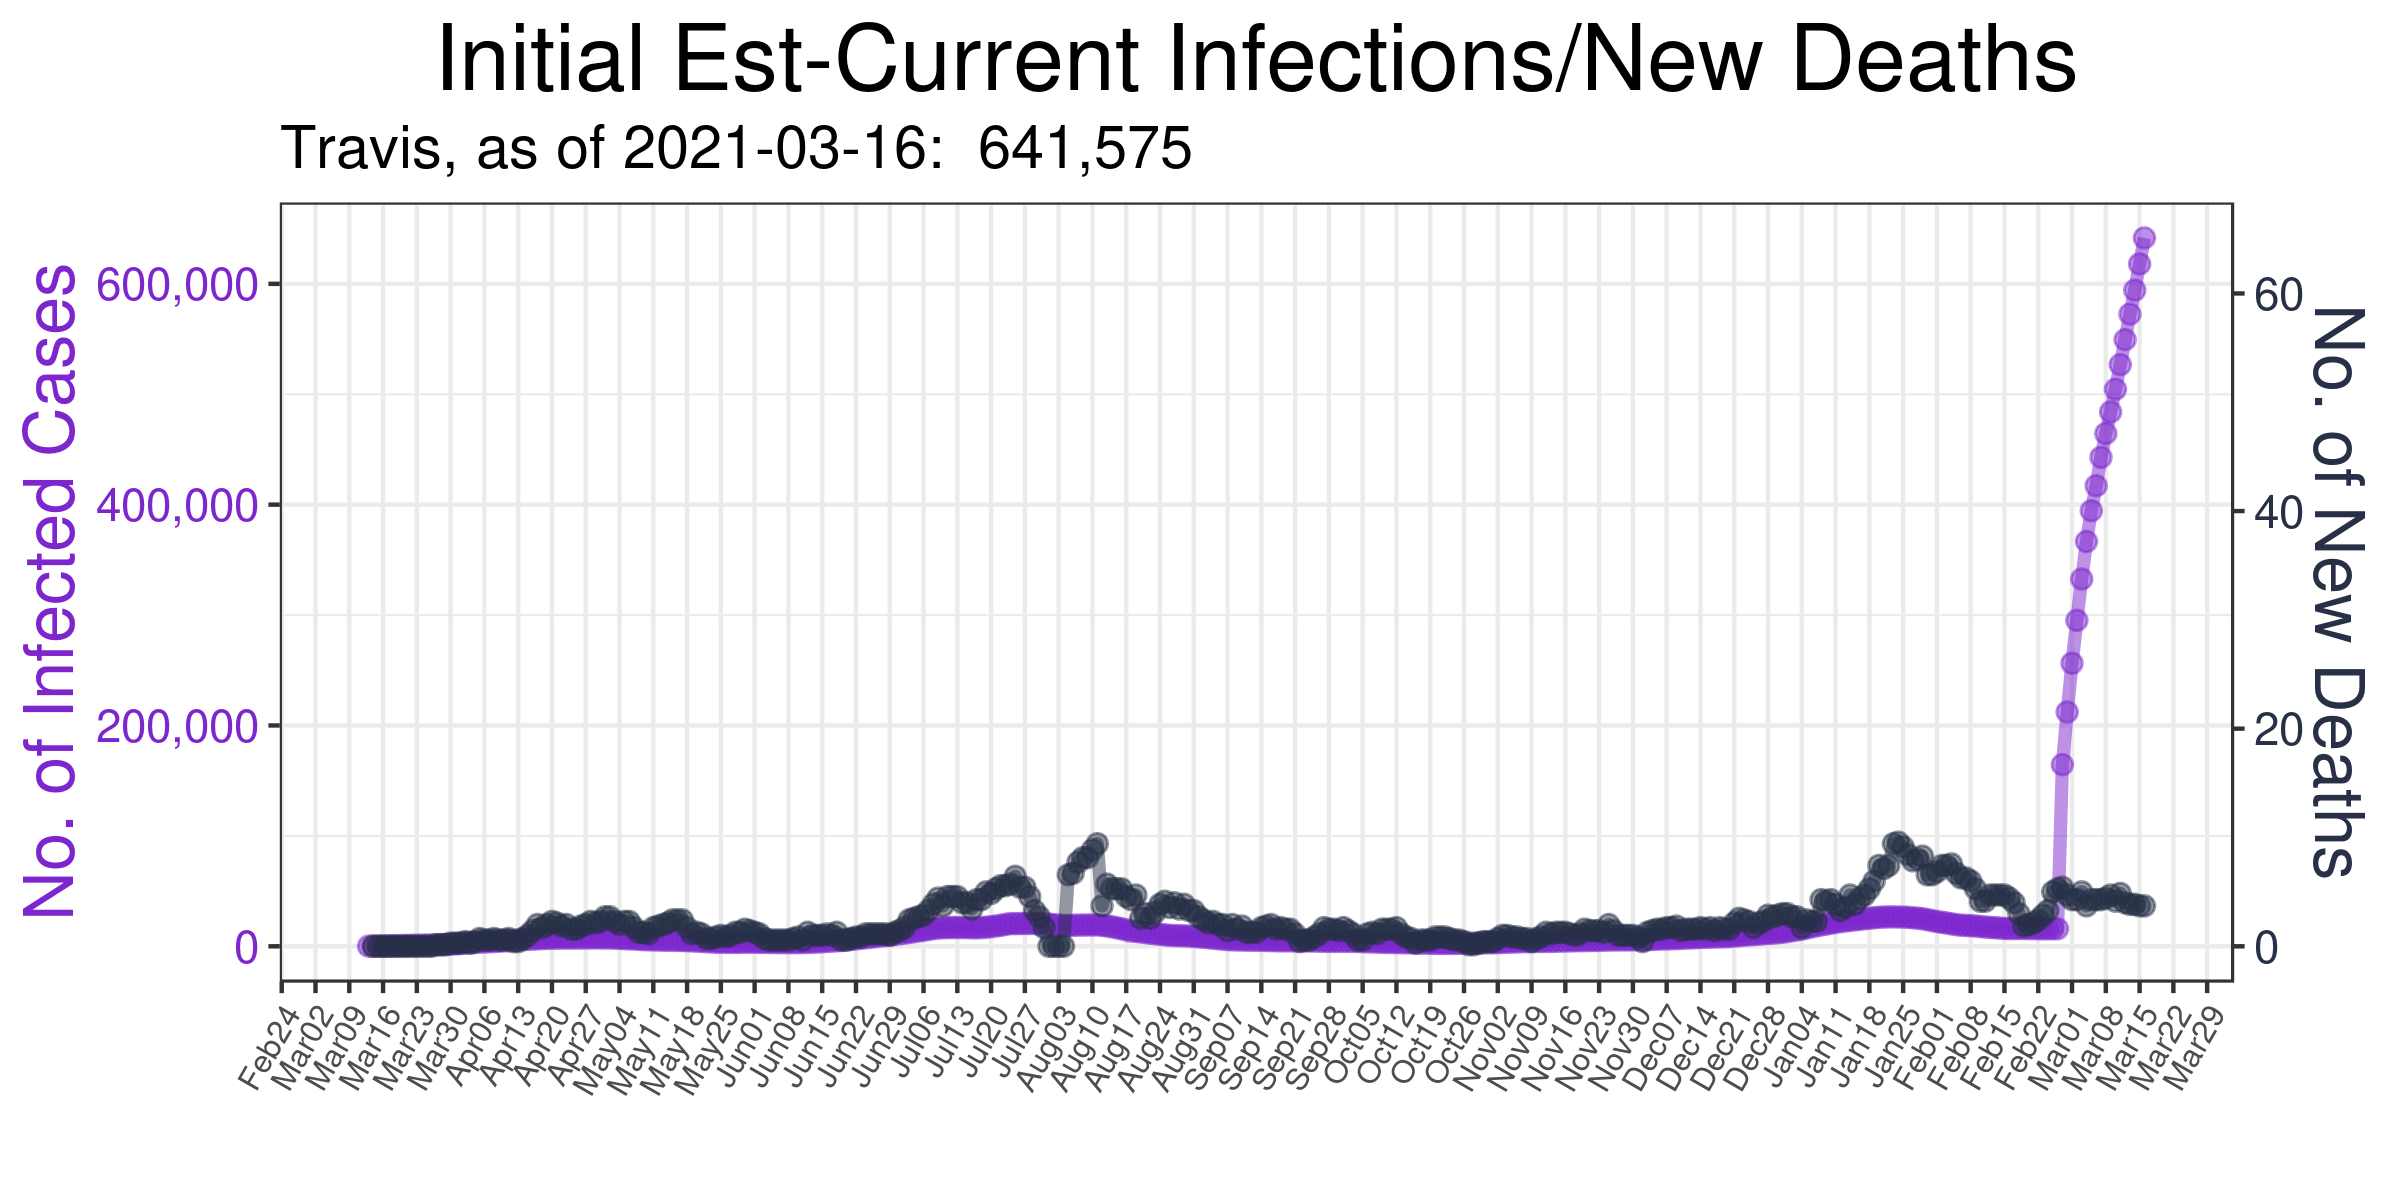 Initial Est-Current Infections/New Deaths
Travis, as of 2021-03-16:  641,575
No. of Infected Cases
600,000
400,000
200,000
0
60
40
20
0
No. of New Deaths
Feb24
Mar02
Mar09
Mar16
Mar23
Mar30
Apr06
Apr13
Apr20
Apr27
May04
May11
May18
May25
Jun01
Jun08
Jun15
Jun22
Jun29
Jul06
Jul13
Jul20
Jul27
Aug03
Aug10
Aug17
Aug24
Aug31
Sep07
Sep14
Sep21
Sep28
Oct05
Oct12
Oct19
Oct26
Nov02
Nov09
Nov16
Nov23
Nov30
Dec07
Dec14
Dec21
Dec28
Jan04
Jan11
Jan18
Jan25
Feb01
Feb08
Feb15
Feb22
Mar01
Mar08
Mar15
Mar22
Mar29